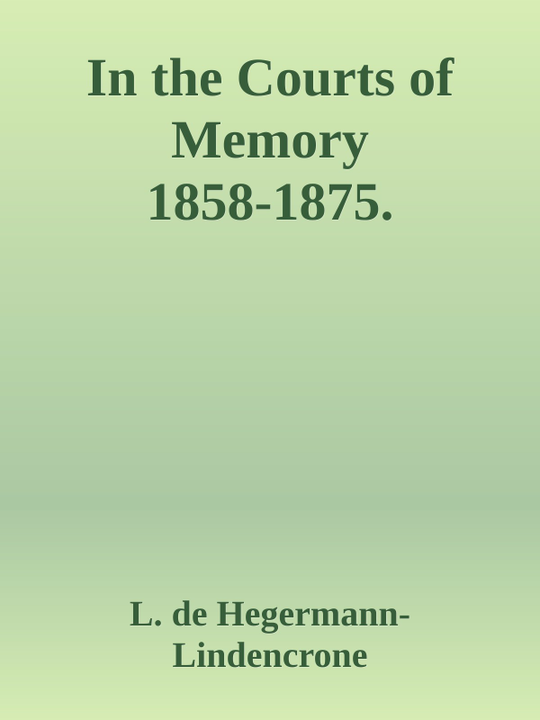 In the Courts of
Memory
1858-1875.
L. de Hegermann-
Lindencrone